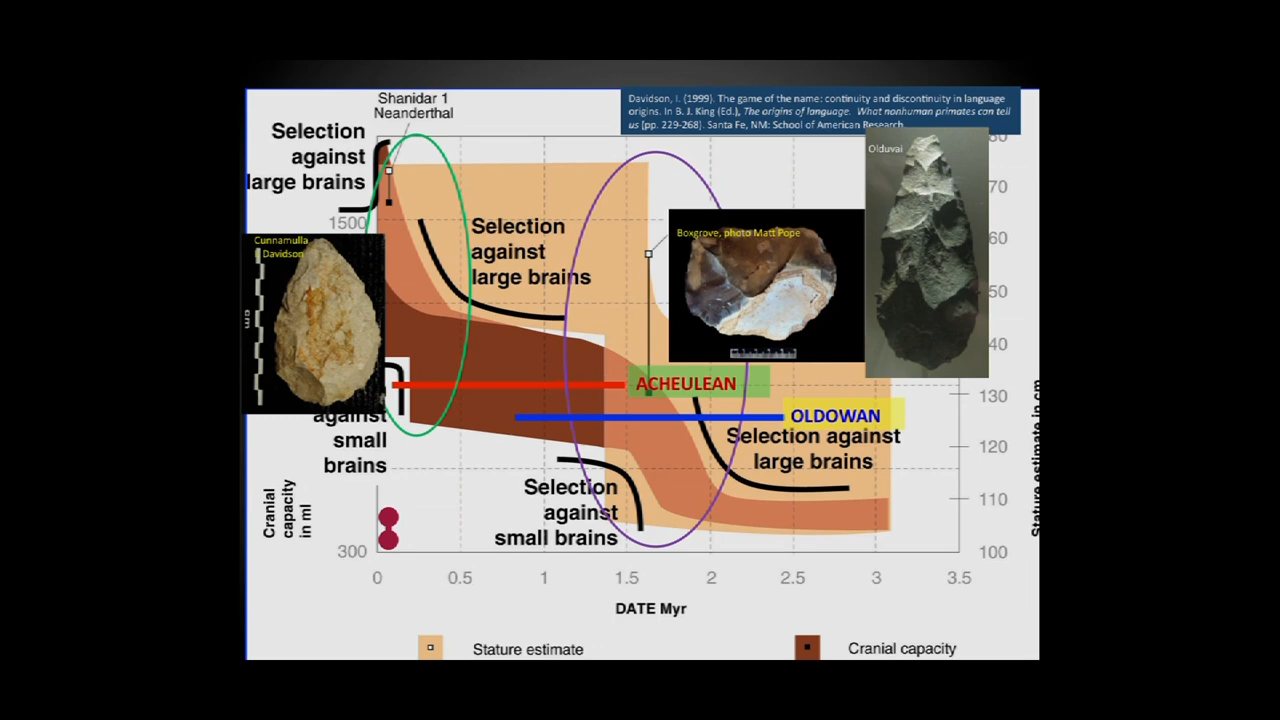 Shanidar 1
Neanderthal
Davidson, I. (1999). The game of the name: continuity and discontinuity in language
origins. In B. J. King (Ed.), The origins of language. What nonhuman primates can tell
us (pp. 229-268). Santa Fe, NM: School of American Research.
Selection
against
large brains
Olduvai
70
1500
Selection
against
large brains
60
Boxgrove, photo Matt Pope
Cunnamulla
I Davidson
cm
50
40
ACHEULEAN
130
OLDOWAN
against
small
brains
Selection against
large brains
120
Selection
against
small brains
110
Cranial
capacity
in ml
Stature estimate in cm
300
100
0
0.5
1
1.5
2
2.5
3
3.5
DATE Myr
Stature estimate
Cranial capacity